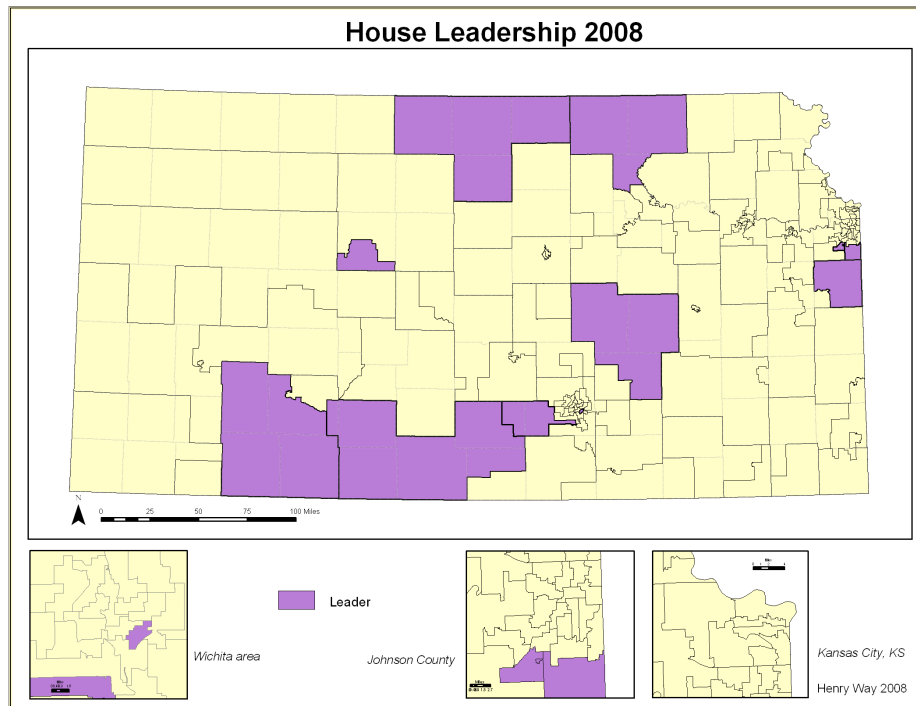 House Leadership 2008
N
0 25 50 75 100 Miles
Leader
Wichita area
Johnson County
Kansas City, KS
Henry Way 2008
Miles